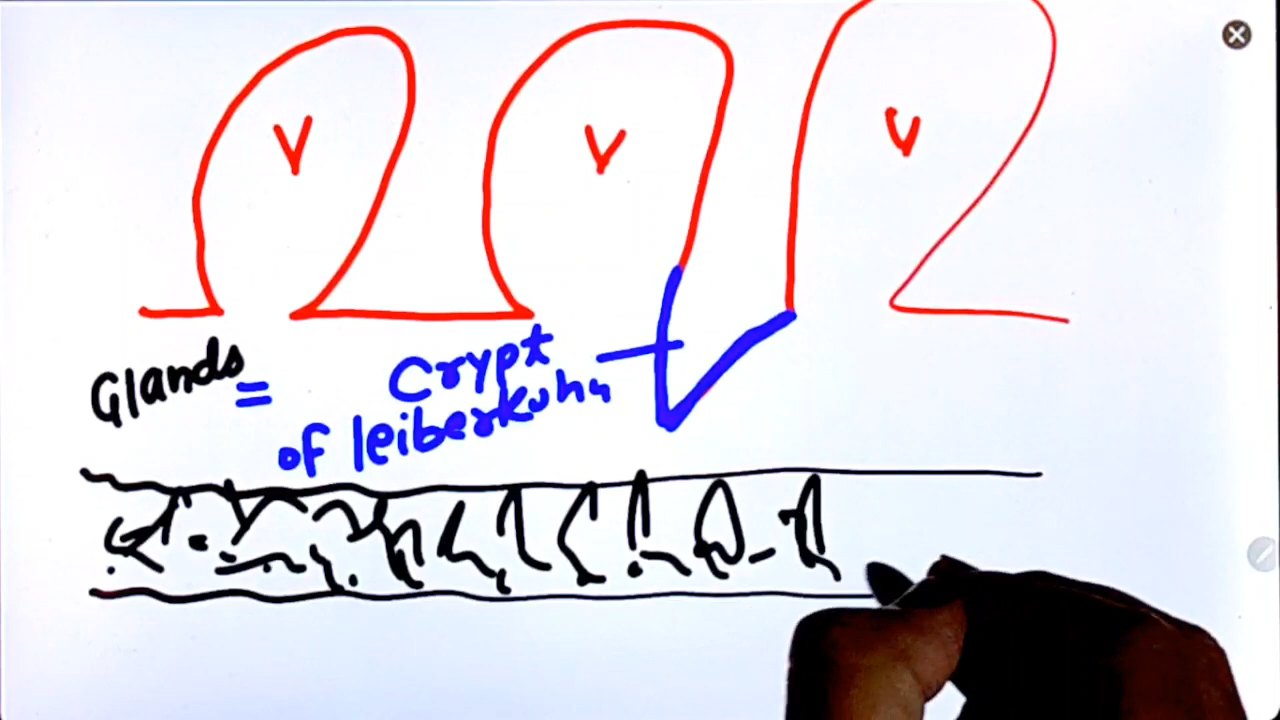 V V V
Glands = Crypt
of leiberkuhn